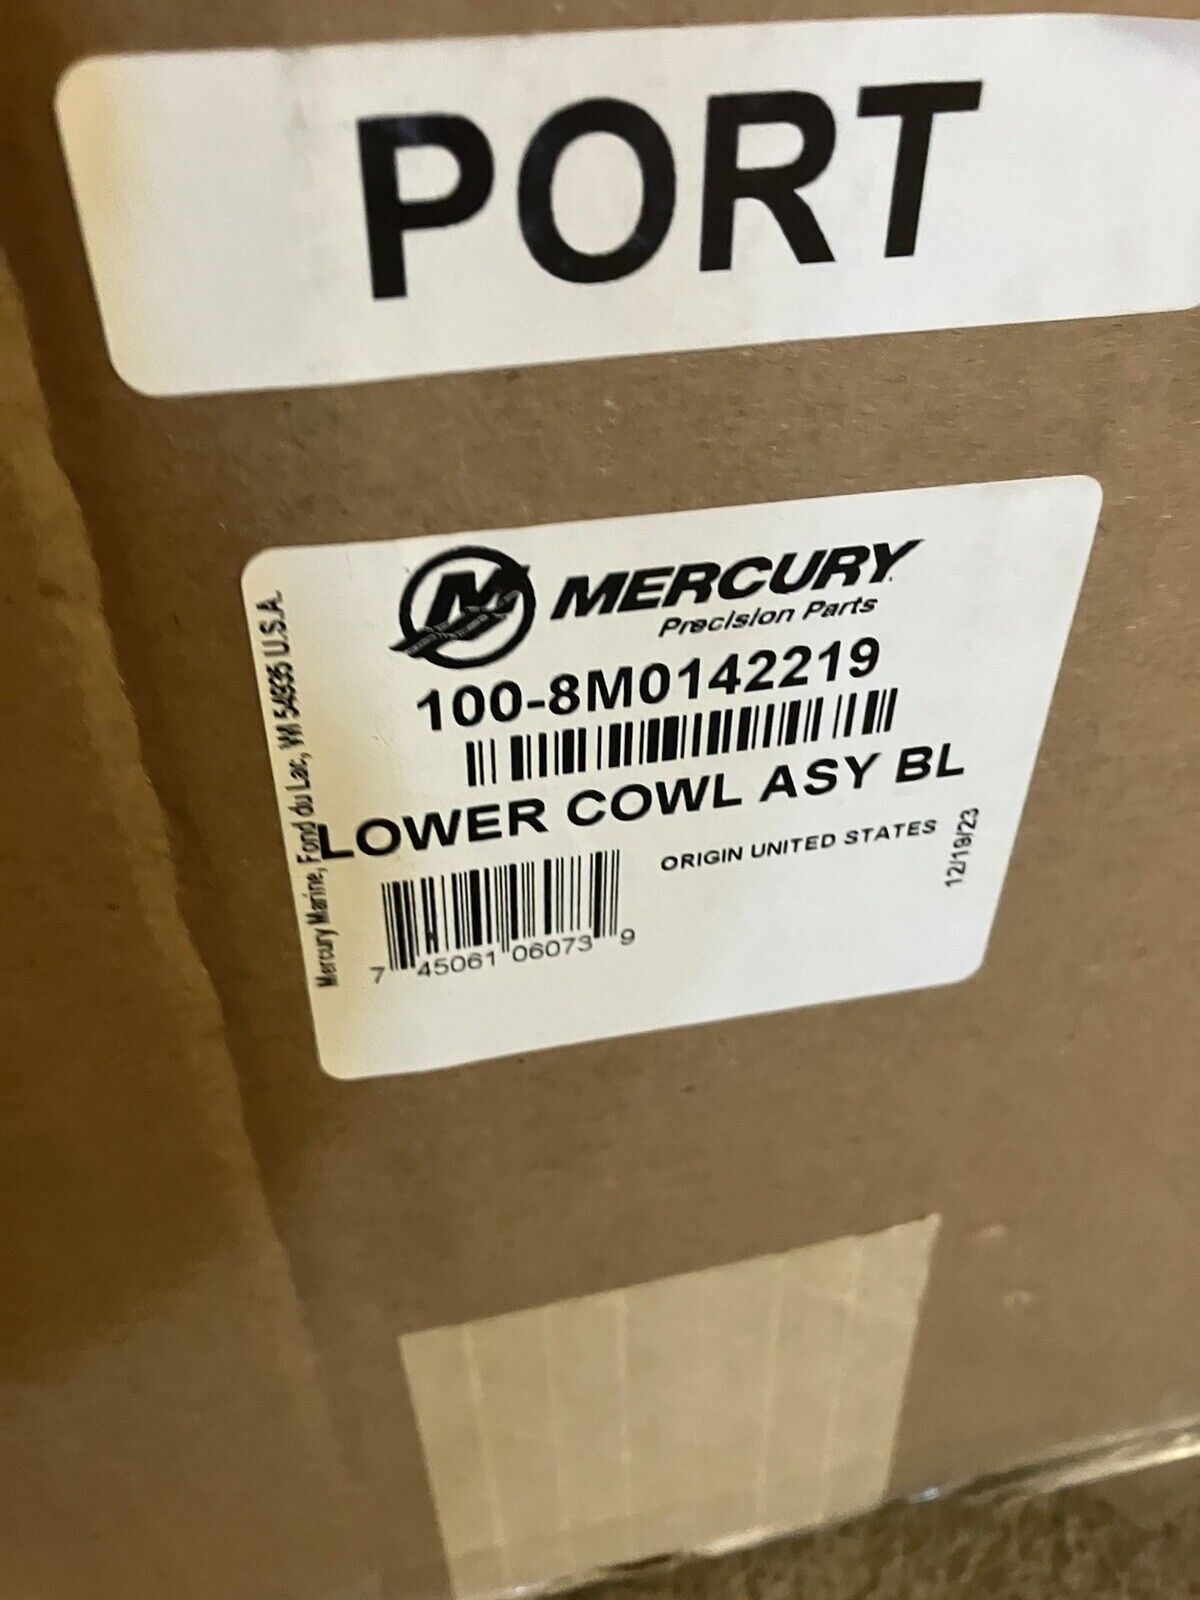 PORT
MERCURY
Precision Parts
100-8M0142219
LOWER COWL ASY BL
ORIGIN UNITED STATES
12/19/23
7 45061 06073 9
Mercury Marine, Fond du Lac, WI 54935 U.S.A.